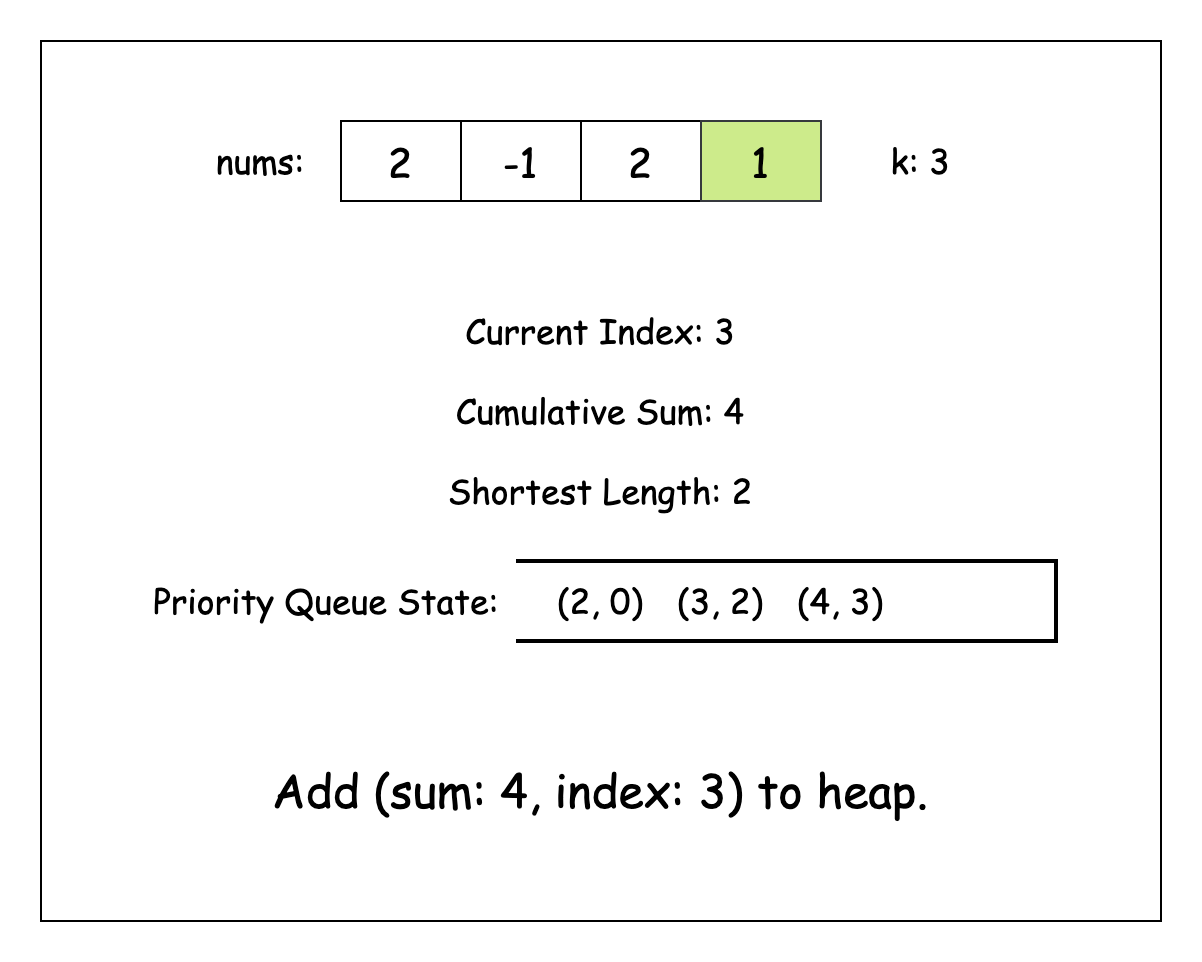 nums: 2 -1 2 1 k: 3
Current Index: 3
Cumulative Sum: 4
Shortest Length: 2
Priority Queue State: (2, 0) (3, 2) (4, 3)
Add (sum: 4, index: 3) to heap.